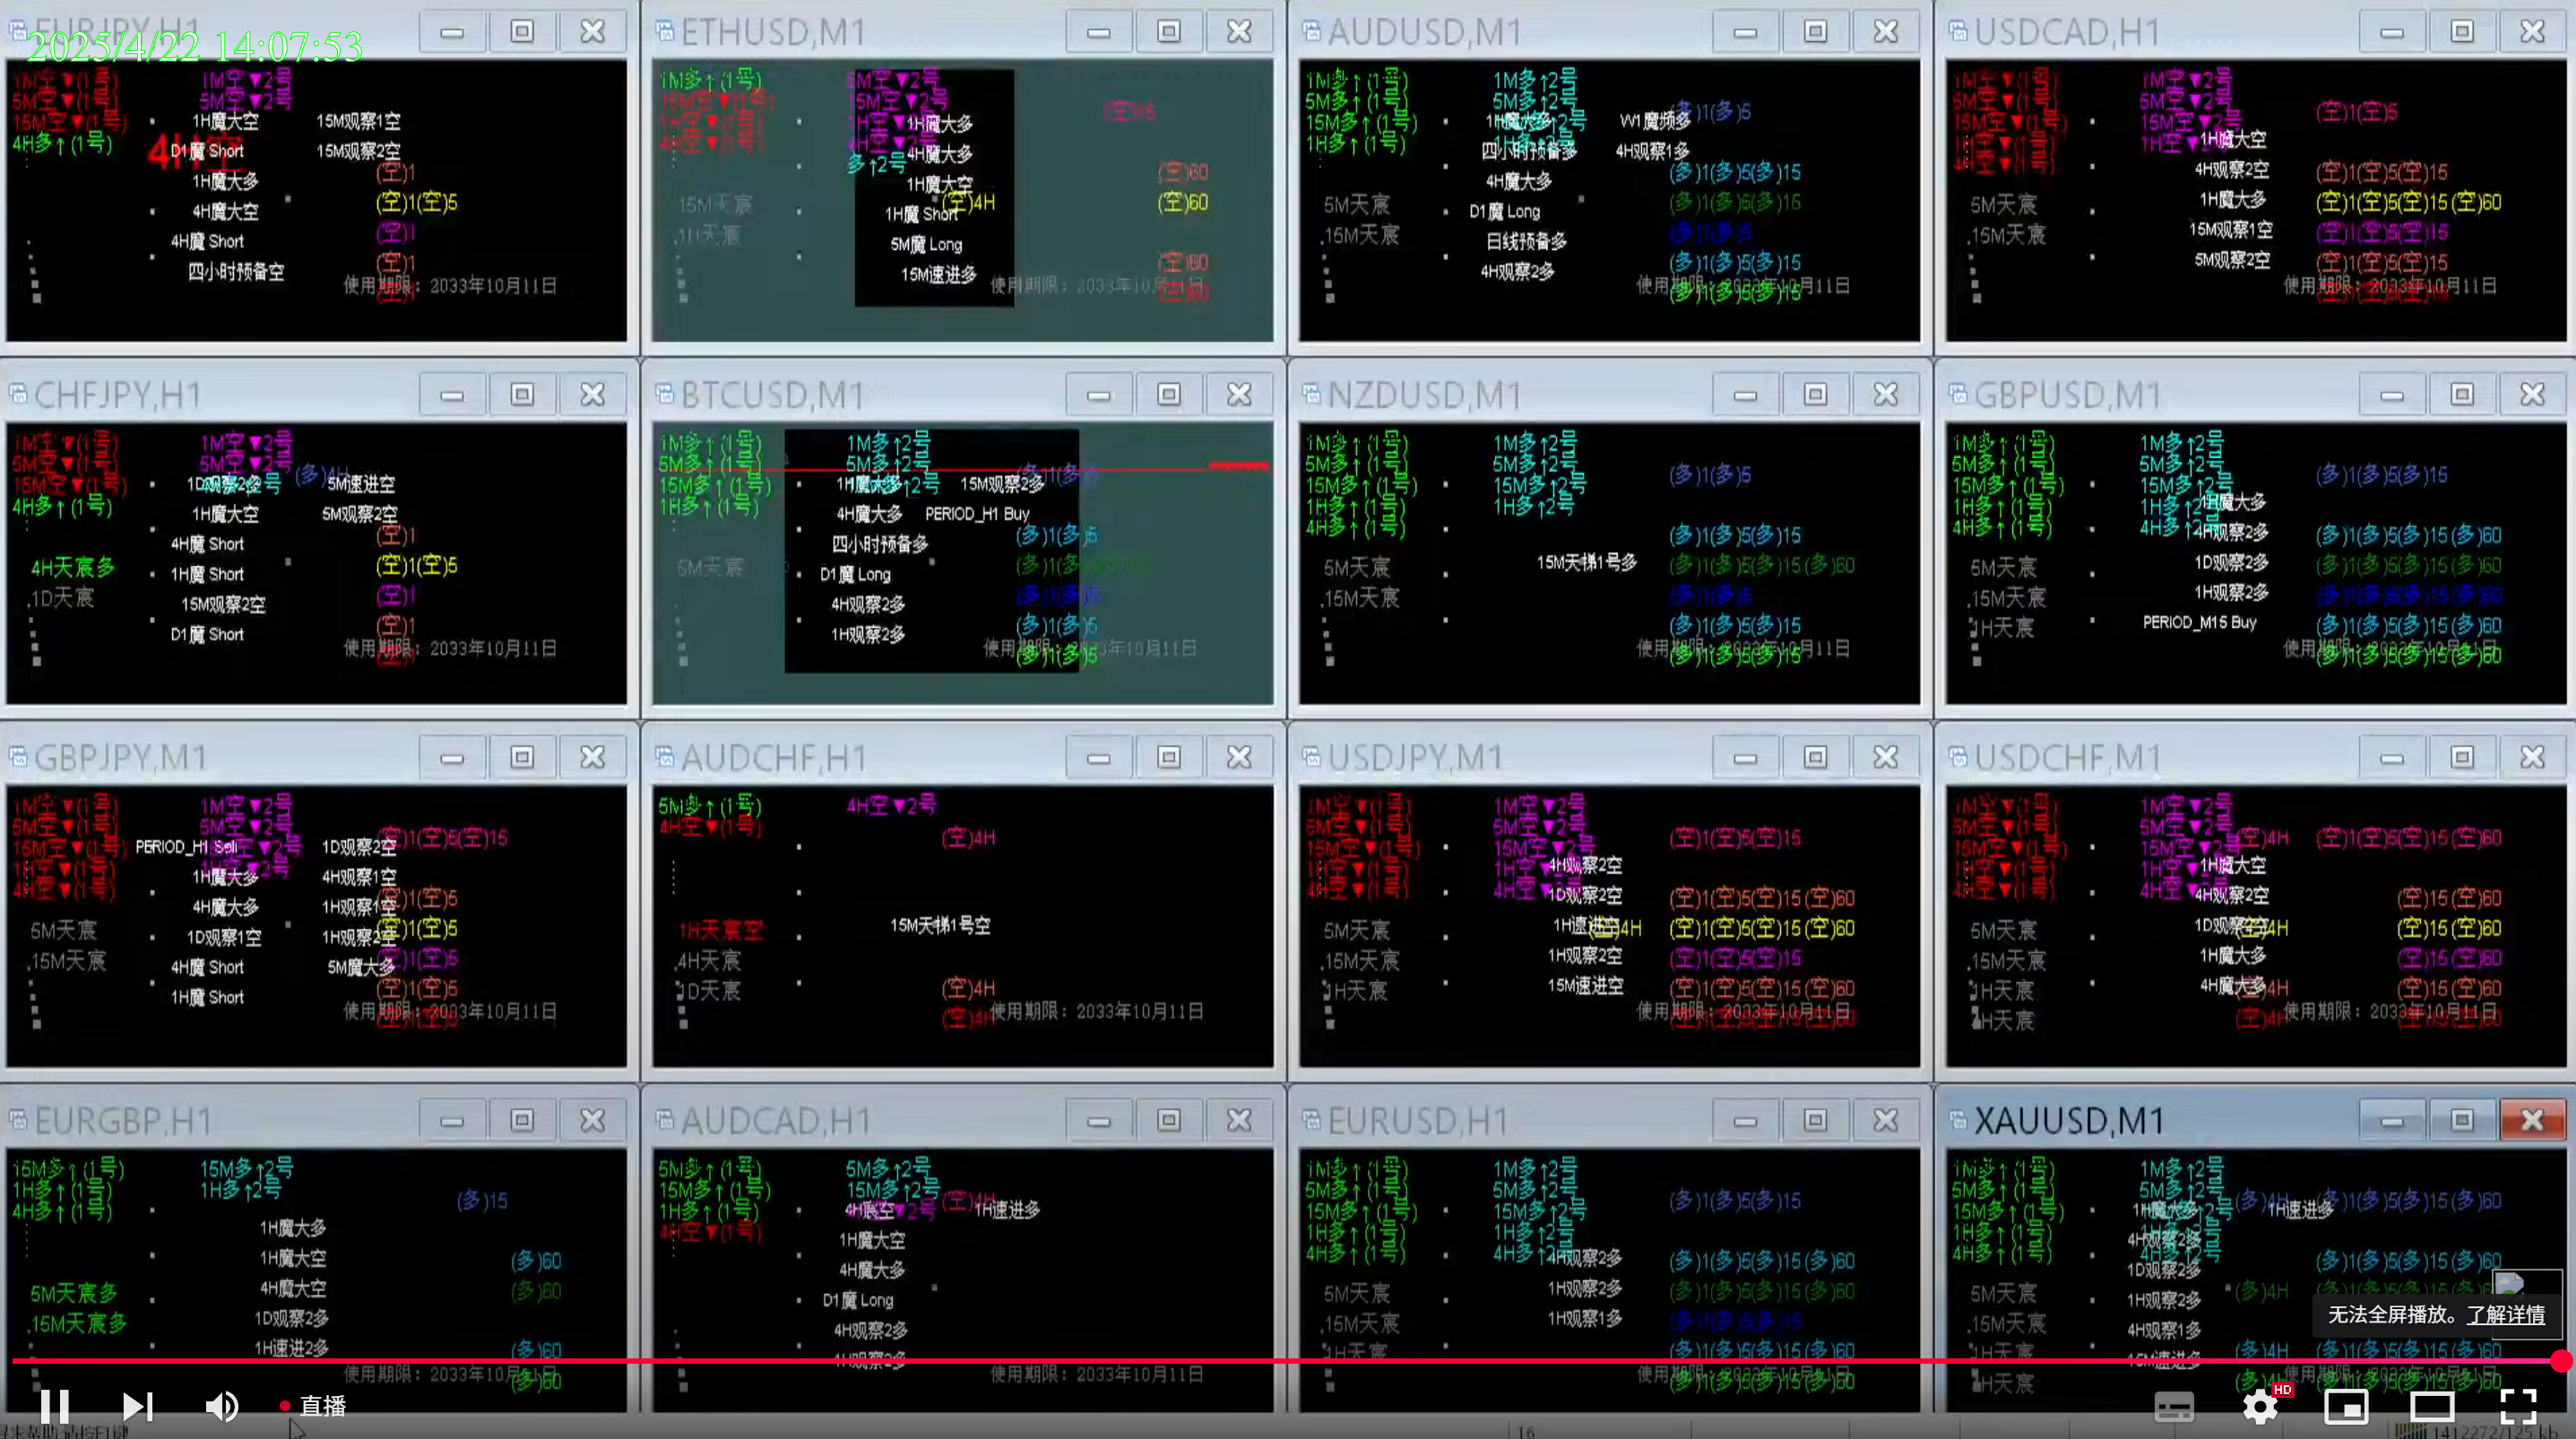 EURJPY,H1
2025/4/22 14:07:53
1M空▼(1号) 1M空▼2号
5M空▼(1号) 5M空▼2号
15M空▼(1号) 1H魔大空 15M观察1空
4H多↑(1号) D1魔 Short 15M观察2空
(空)1
1H魔大多
4H魔大空 (空)1(空)5
(空)1
4H魔 Short
(空)1
四小时预备空
使用期限：2033年10月11日
ETHUSD,M1
1M多↑(1号) 5M空▼2号
15M空▼(1号) 15M空▼2号
(空)15
1H空▼(1号) 1H空▼2号 1H魔大多
4H空▼(1号) 4H空▼2号
多↑2号 4H魔大多
(空)60
1H魔大空
15M天宸 (空)4H (空)60
1H魔 Short
.1H天宸 5M魔 Long
(空)60
15M速进多
使用期限：2033年10月11日
AUDUSD,M1
1M多↑(1号) 1M多↑2号
5M多↑(1号) 5M多↑2号
(多)1(多)5
15M多↑(1号) 1H魔大多
1H多↑(1号) 四小时预备多 4H观察1多
(多)1(多)5(多)15
4H魔大多
5M天宸 D1魔 Long (多)1(多)5(多)15
.15M天宸 日线预备多 (多)1(多)5
(多)1(多)5(多)15
4H观察2多
使用期限：2033年10月11日
(多)1(多)5(多)15
USDCAD,H1
1M空▼(1号) 1M空▼2号
5M空▼(1号) 5M空▼2号
(空)1(空)5
15M空▼(1号) 15M空▼2号
1H空▼(1号) 1H魔大空
4H空▼(1号) 4H观察2空 (空)1(空)5(空)15
5M天宸 1H魔大多 (空)1(空)5(空)15(空)60
.15M天宸 15M观察1空 (空)1(空)5(空)15
5M观察2空 (空)1(空)5(空)15
使用期限：2033年10月11日
CHFJPY,H1
1M空▼(1号) 1M空▼2号
5M空▼(1号) 5M空▼2号 (多)4H
15M空▼(1号) 1D观察2多 5M速进空
4H多↑(1号) 1H魔大空 5M观察2空
(空)1
4H魔 Short
4H天宸多 1H魔 Short (空)1(空)5
.1D天宸 15M观察2空 (空)1
(空)1
D1魔 Short
使用期限：2033年10月11日
BTCUSD,M1
1M多↑(1号) 1M多↑2号
5M多↑(1号) 5M多↑2号
15M多↑(1号) 1H魔大多 15M观察2多
1H多↑(1号) 4H魔大多 PERIOD_H1 Buy
四小时预备多 (多)1(多)5
5M天宸 D1魔 Long
4H观察2多 (多)1(多)5
1H观察2多 (多)1(多)5
使用期限：2033年10月11日
(多)1(多)5
NZDUSD,M1
1M多↑(1号) 1M多↑2号
5M多↑(1号) 5M多↑2号 (多)1(多)5
15M多↑(1号) 15M多↑2号
1H多↑(1号) 1H多↑2号
4H多↑(1号) (多)1(多)5(多)15
5M天宸 15M天梯1号多 (多)1(多)5(多)15(多)60
.15M天宸 (多)1(多)5
(多)1(多)5(多)15
使用期限：2033年10月11日
(多)1(多)5(多)15
GBPUSD,M1
1M多↑(1号) 1M多↑2号
5M多↑(1号) 5M多↑2号 (多)1(多)5(多)15
15M多↑(1号) 15M多↑2号
1H多↑(1号) 1H多↑ 1H魔大多
4H多↑(1号) 4H多↑ 4H观察2多 (多)1(多)5(多)15(多)60
5M天宸 1D观察2多 (多)1(多)5(多)15(多)60
.15M天宸 1H观察2多 (多)1(多)5(多)15(多)60
1H天宸 PERIOD_M15 Buy (多)1(多)5(多)15(多)60
使用期限：2033年10月11日
(多)1(多)5(多)15(多)60
GBPJPY,M1
1M空▼(1号) 1M空▼2号
5M空▼(1号) 5M空▼2号 (空)1(空)5(空)15
15M空▼(1号) PERIOD_H1 Sell 1D观察2空
1H空▼(1号) 1H魔大多 4H观察1空
4H空▼(1号) (空)1(空)5
4H魔大多 1H观察1空
5M天宸 1D观察1空 1H观察2空 (空)1(空)5
.15M天宸 4H魔 Short 5M魔大多 (空)1(空)5
1H魔 Short (空)1(空)5
使用期限：2033年10月11日
AUDCHF,H1
5M多↑(1号) 4H空▼2号
4H空▼(1号) (空)4H
1H天宸空 15M天梯1号空
.4H天宸
1D天宸 (空)4H
(空)4H 使用期限：2033年10月11日
USDJPY,M1
1M空▼(1号) 1M空▼2号
5M空▼(1号) 5M空▼2号 (空)1(空)5(空)15
15M空▼(1号) 15M空▼2号
1H空▼(1号) 4H观察2空
4H空▼(1号) 1D观察2空 (空)1(空)5(空)15(空)60
5M天宸 1H速进空 4H (空)1(空)5(空)15(空)60
.15M天宸 1H观察2空 (空)1(空)5(空)15
1H天宸 15M速进空 (空)1(空)5(空)15(空)60
使用期限：2033年10月11日
USDCHF,M1
1M空▼(1号) 1M空▼2号
5M空▼(1号) 5M空▼2号 (空)4H (空)1(空)5(空)15(空)60
15M空▼(1号) 15M空▼2号
1H空▼(1号) 1H魔大空
4H空▼(1号) 4H观察2空 (空)15(空)60
5M天宸 1D观察2空 4H (空)15(空)60
.15M天宸 1H魔大多 (空)15(空)60
1H天宸 4H魔大多 4H (空)15(空)60
4H天宸 (空)4H 使用期限：2033年10月11日
EURGBP,H1
15M多↑(1号) 15M多↑2号
1H多↑(1号) 1H多↑2号 (多)15
4H多↑(1号)
1H魔大多
1H魔大空 (多)60
5M天宸多 4H魔大空 (多)60
.15M天宸多 1D观察2多
1H速进2多 (多)60
使用期限：2033年10月11日
(多)60
AUDCAD,H1
5M多↑(1号) 5M多↑2号
15M多↑(1号) 15M多↑2号 (空)4H
1H多↑(1号) 4H宸空 ▼2号 1H速进多
4H空▼(1号) 1H魔大空
4H魔大多
D1魔 Long
4H观察2多
1H观察2多
使用期限：2033年10月11日
EURUSD,H1
1M多↑(1号) 1M多↑2号
5M多↑(1号) 5M多↑2号 (多)1(多)5(多)15
15M多↑(1号) 15M多↑2号
1H多↑(1号) 1H多↑2号
4H多↑(1号) 4H多↑ 4H观察2多 (多)1(多)5(多)15(多)60
5M天宸 1H观察2多 (多)1(多)5(多)15(多)60
.15M天宸 1H观察1多
1H天宸 (多)1(多)5(多)15(多)60
使用期限：2033年10月11日
(多)1(多)5(多)15(多)60
XAUUSD,M1
1M多↑(1号) 1M多↑2号
5M多↑(1号) 5M多↑2号 (多)4H (多)1(多)5(多)15(多)60
15M多↑(1号) 1H魔大多 1H速进多
1H多↑(1号) 4H观察2多
4H多↑(1号) 4H多↑2号 (多)1(多)5(多)15(多)60
1D观察2多
5M天宸 1H观察2多 (多)4H
.15M天宸 4H观察1多
无法全屏播放。了解详情
1H天宸 15M速进多 (多)4H (多)1(多)5(多)15(多)60
4H天宸 使用期限：2033年10月11日
直播
HD
16